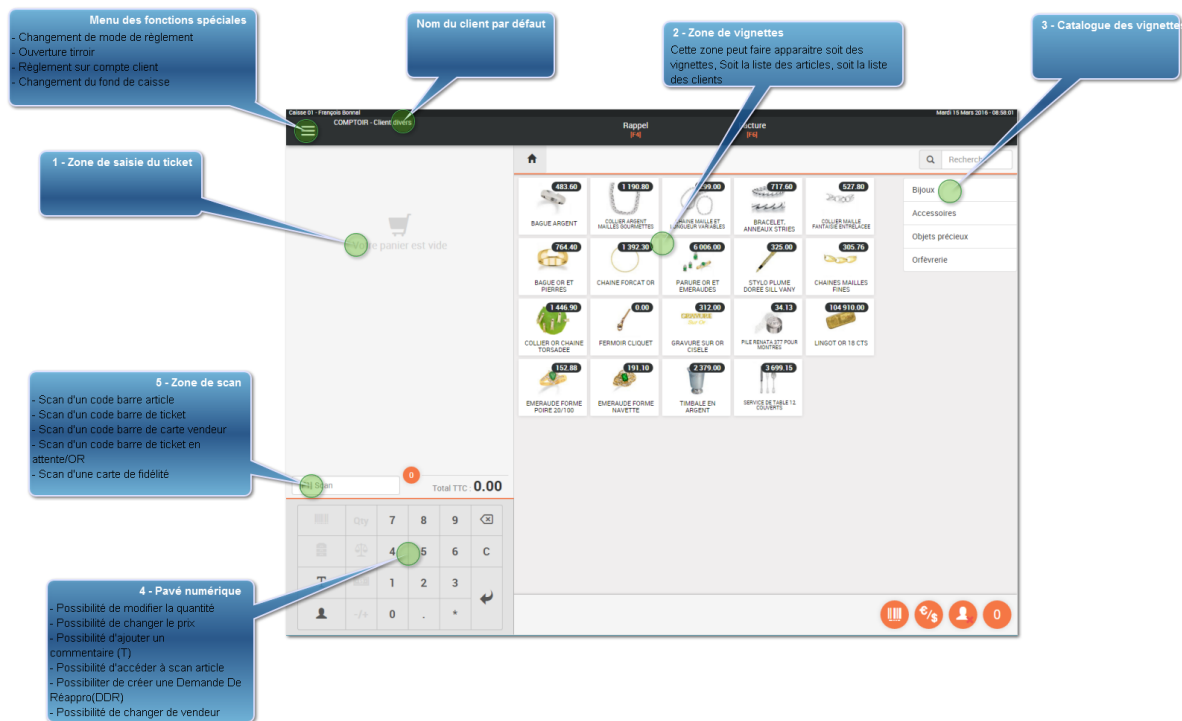 Menu des fonctions spéciales
- Changement de mode de règlement
- Ouverture tirroir
- Règlement sur compte client
- Changement du fond de caisse
Nom du client par défaut
2 - Zone de vignettes
Cette zone peut faire apparaitre soit des
vignettes, Soit la liste des articles, soit la liste
des clients
3 - Catalogue des vignettes
Caisse 01 - François Bonnel
Mardi 15 Mars 2016 - 08:58:01
COMPTOIR - Client divers
Rappel
[F4]
[F6]
1 - Zone de saisie du ticket
Votre panier est vide
483.60
BAGUE ARGENT
1 190.80
COLLIER ARGENT
MAILLES GOURMETTES
CHAINE MAILLE ET
LONGUEUR VARIABLES
717.60
BRACELET,
ANNEAUX STRIES
527.80
COLLIER MAILLE
FANTAISIE ENTRELACEE
Bijoux
Accessoires
Objets précieux
Orfèvrerie
764.40
BAGUE OR ET
PIERRES
1 392.30
CHAINE FORCAT OR
6 006.00
PARURE OR ET
EMERAUDES
325.00
STYLO PLUME
DOREE SILL VANY
305.76
CHAINES MAILLES
FINES
1 446.90
COLLIER OR CHAINE
TORSADEE
0.00
FERMOIR CLIQUET
312.00
GRAVURE SUR OR
CISELE
34.13
PILE RENATA STT POUR
MONTRES
104 910.00
LINGOT OR 18 CTS
152.88
EMERAUDE FORME
POIRE 20/100
191.10
EMERAUDE FORME
NAVETTE
2 379.00
TIMBALE EN
ARGENT
3 699.15
SERVICE DE TABLE 12
COUVERTS
5 - Zone de scan
- Scan d'un code barre article
- Scan d'un code barre de ticket
- Scan d'un code barre de carte vendeur
- Scan d'un code barre de ticket en
attente/OR
- Scan d'une carte de fidélité
Scan
0
Total TTC : 0.00
Qty 7 8 9
4 5 6 C
T 1 2 3
-/+ 0 . *
4 - Pavé numérique
- Possibilité de modifier la quantité
- Possibilité de changer le prix
- Possibilité d'ajouter un
commentaire (T)
- Possibilité d'accéder à scan article
- Possibiliter de créer une Demande De
Réappro(DDR)
- Possibilité de changer de vendeur
€/$
0